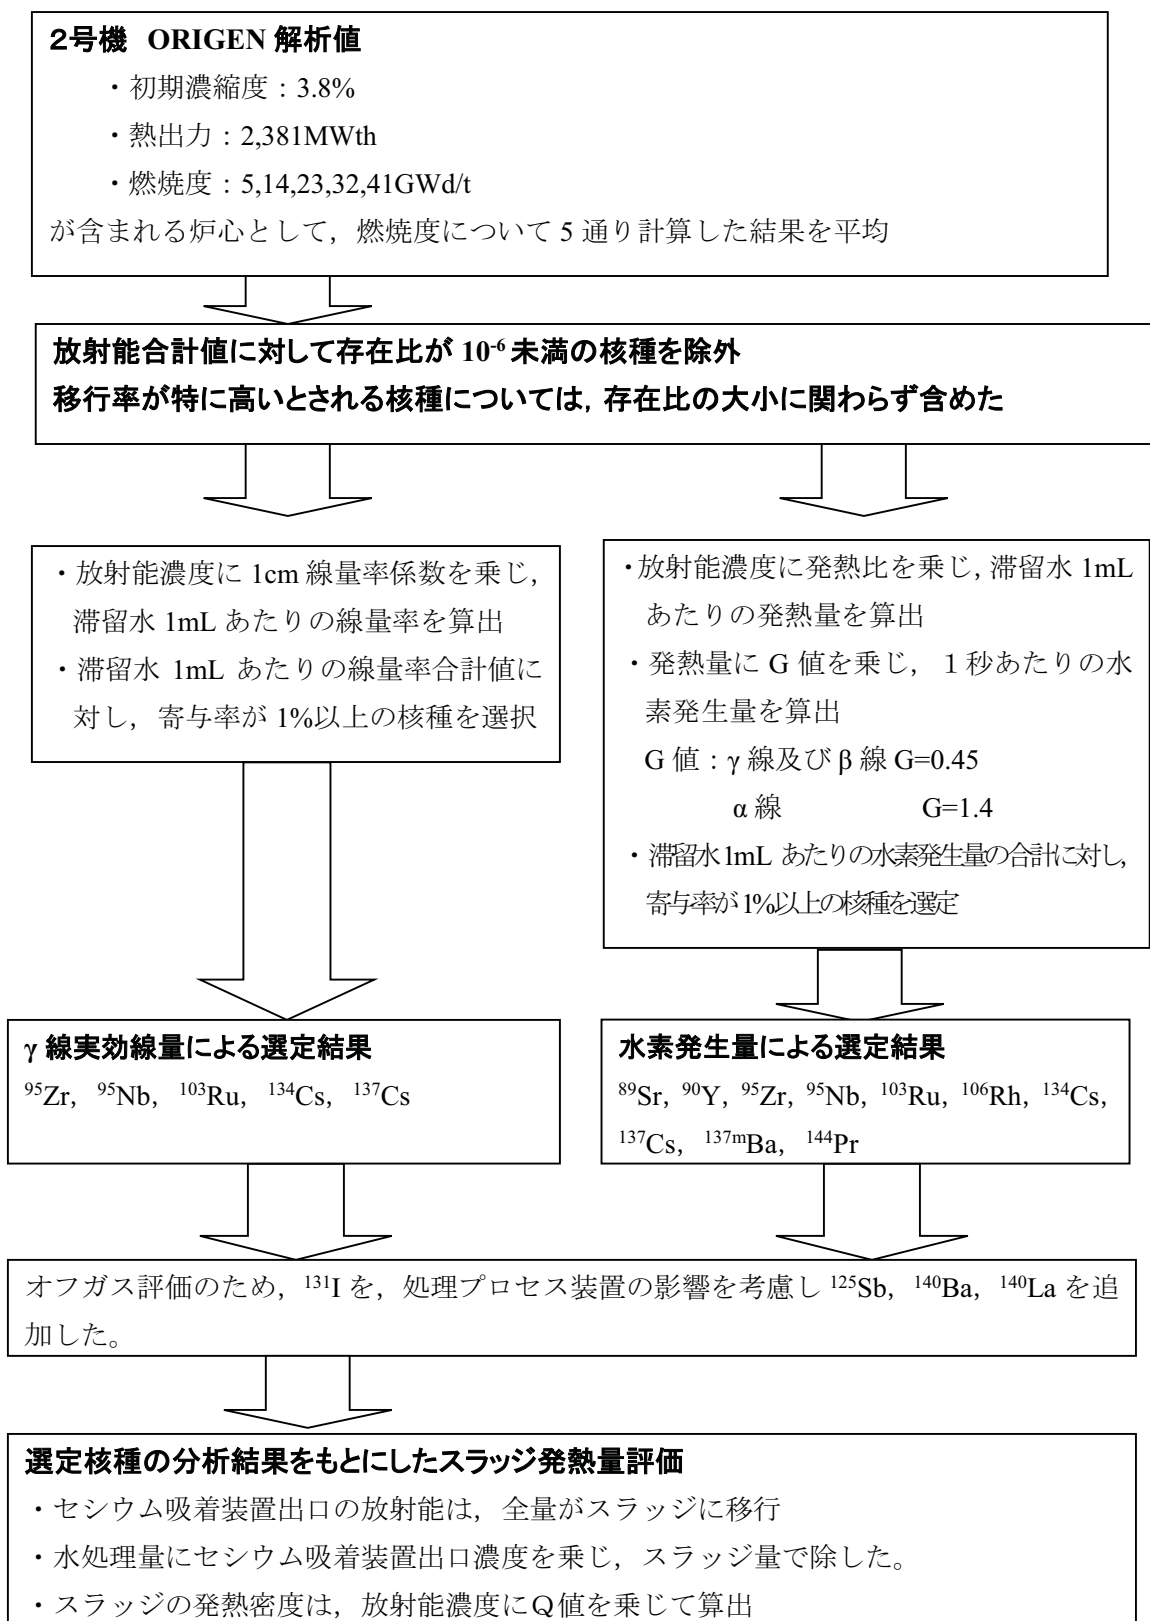 ２号機 ORIGEN 解析値
・初期濃縮度：3.8%
・熱出力：2,381MWth
・燃焼度：5,14,23,32,41GWd/t
が含まれる炉心として，燃焼度について 5 通り計算した結果を平均
放射能合計値に対して存在比が 10⁻⁶ 未満の核種を除外
移行率が特に高いとされる核種については，存在比の大小に関わらず含めた
・放射能濃度に 1cm 線量率係数を乗じ，
滞留水 1mL あたりの線量率を算出
・滞留水 1mL あたりの線量率合計値に
対し，寄与率が 1%以上の核種を選択
・放射能濃度に発熱比を乗じ，滞留水 1mL
あたりの発熱量を算出
・発熱量に G 値を乗じ，１秒あたりの水
素発生量を算出
G 値：γ 線及び β 線 G=0.45
α 線 G=1.4
・滞留水 1mL あたりの水素発生量の合計に対し，
寄与率が 1%以上の核種を選定
γ 線実効線量による選定結果
⁹⁵Zr，⁹⁵Nb，¹⁰³Ru，¹³⁴Cs，¹³⁷Cs
水素発生量による選定結果
⁸⁹Sr，⁹⁰Y，⁹⁵Zr，⁹⁵Nb，¹⁰³Ru，¹⁰⁶Rh，¹³⁴Cs，
¹³⁷Cs，¹³⁷ᵐBa，¹⁴⁴Pr
オフガス評価のため，¹³¹I を，処理プロセス装置の影響を考慮し ¹²⁵Sb，¹⁴⁰Ba，¹⁴⁰La を追
加した。
選定核種の分析結果をもとにしたスラッジ発熱量評価
・セシウム吸着装置出口の放射能は，全量がスラッジに移行
・水処理量にセシウム吸着装置出口濃度を乗じ，スラッジ量で除した。
・スラッジの発熱密度は，放射能濃度にＱ値を乗じて算出